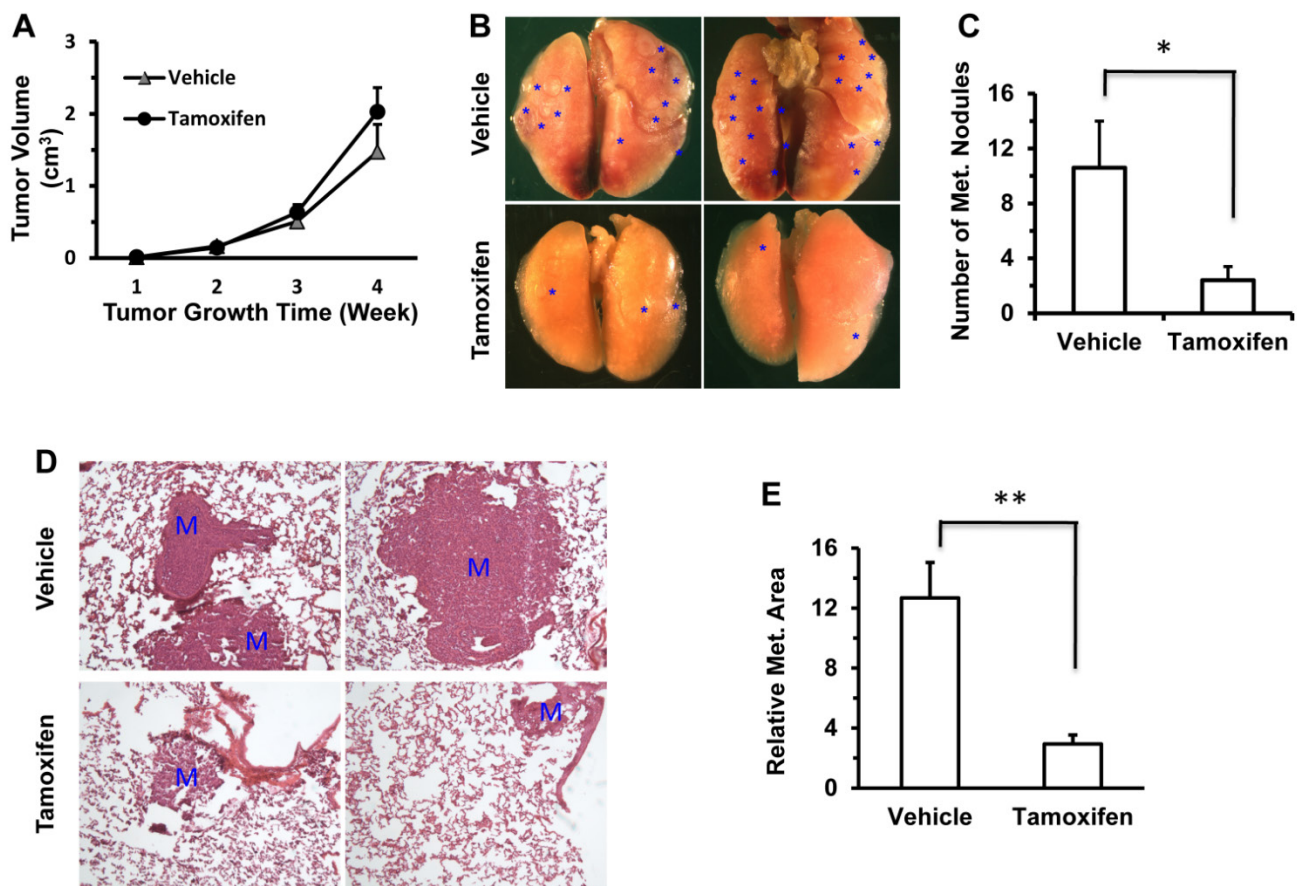 A
Tumor Volume
(cm³)
3
2
1
0
Vehicle
Tamoxifen
1 2 3 4
Tumor Growth Time (Week)
B
Vehicle
Tamoxifen
C
*
Number of Met. Nodules
16
12
8
4
0
Vehicle Tamoxifen
D
Vehicle
M
M
M
Tamoxifen
M
M
E
**
Relative Met. Area
16
12
8
4
0
Vehicle Tamoxifen